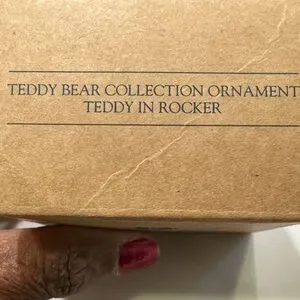 TEDDY BEAR COLLECTION ORNAMENT
TEDDY IN ROCKER